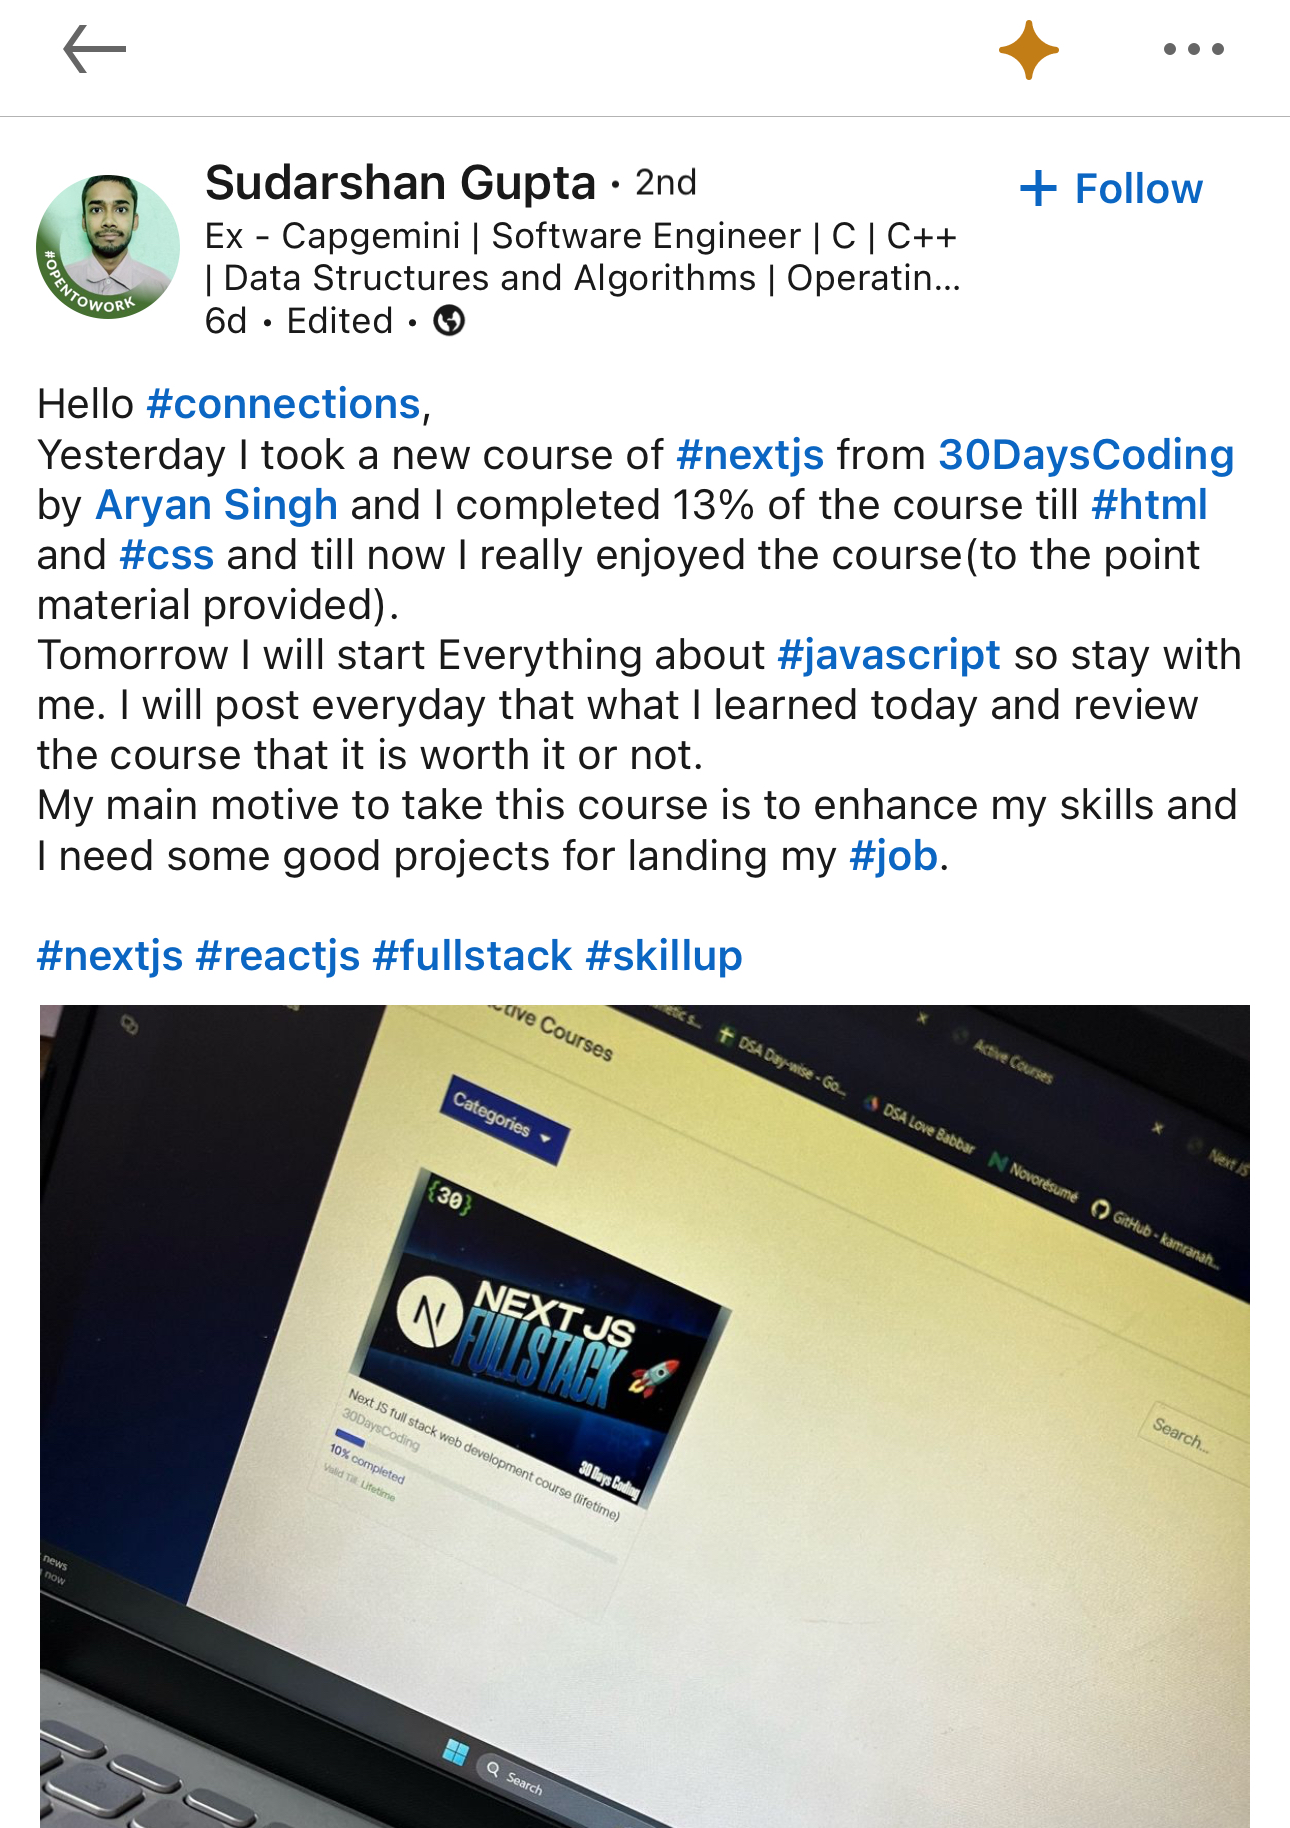 Sudarshan Gupta · 2nd
+ Follow
Ex - Capgemini | Software Engineer | C | C++
| Data Structures and Algorithms | Operatin...
6d • Edited •
#OPENTOWORK
Hello #connections,
Yesterday I took a new course of #nextjs from 30DaysCoding
by Aryan Singh and I completed 13% of the course till #html
and #css and till now I really enjoyed the course(to the point
material provided).
Tomorrow I will start Everything about #javascript so stay with
me. I will post everyday that what I learned today and review
the course that it is worth it or not.
My main motive to take this course is to enhance my skills and
I need some good projects for landing my #job.
#nextjs #reactjs #fullstack #skillup
Active Courses
Next JS
DSA Day-wise - Go...
DSA Love Babbar
Novorésumé
GitHub - kamranah...
Courses
Categories
{30}
N
NEXT JS
FULLSTACK
30 Days Coding
Next JS full stack web development course (lifetime)
30DaysCoding
10% completed
Valid Till: Lifetime
Search...
news
now
Search